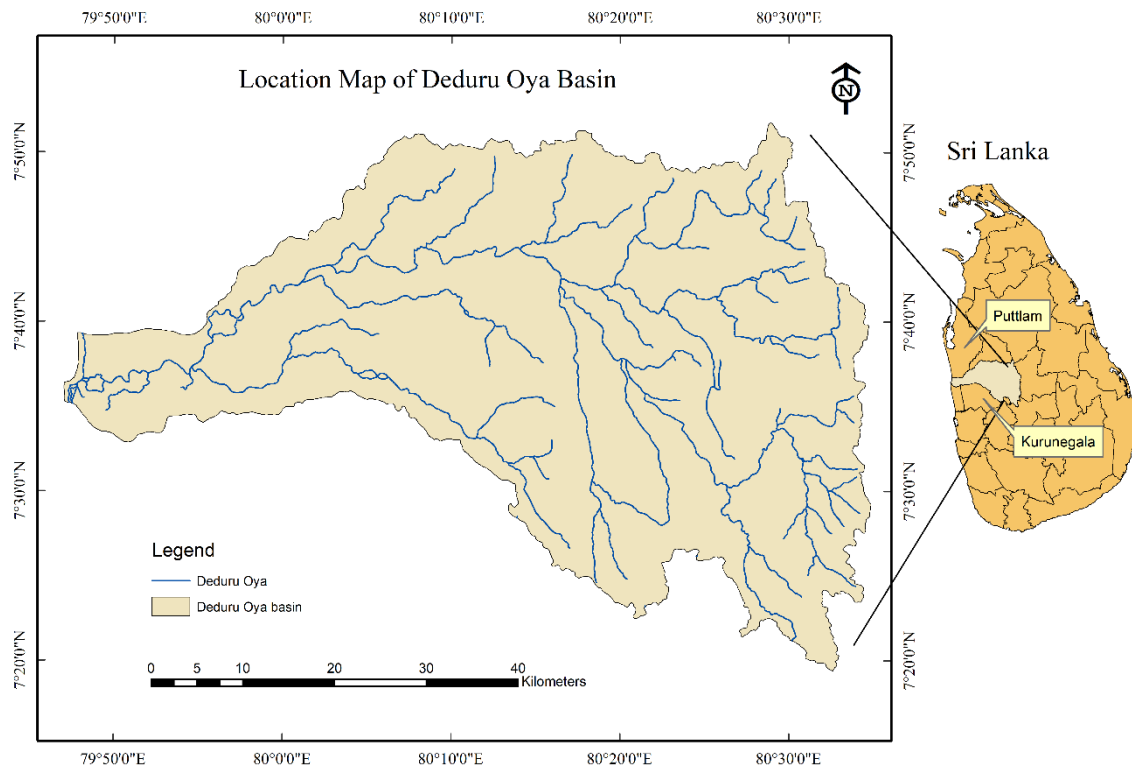 79°50'0"E 80°0'0"E 80°10'0"E 80°20'0"E 80°30'0"E
Location Map of Deduru Oya Basin
N
7°50'0"N
7°50'0"N
Sri Lanka
7°40'0"N
7°40'0"N
Puttlam
Kurunegala
7°30'0"N
7°30'0"N
Legend
Deduru Oya
Deduru Oya basin
7°20'0"N
7°20'0"N
0 5 10 20 30 40
Kilometers
79°50'0"E 80°0'0"E 80°10'0"E 80°20'0"E 80°30'0"E